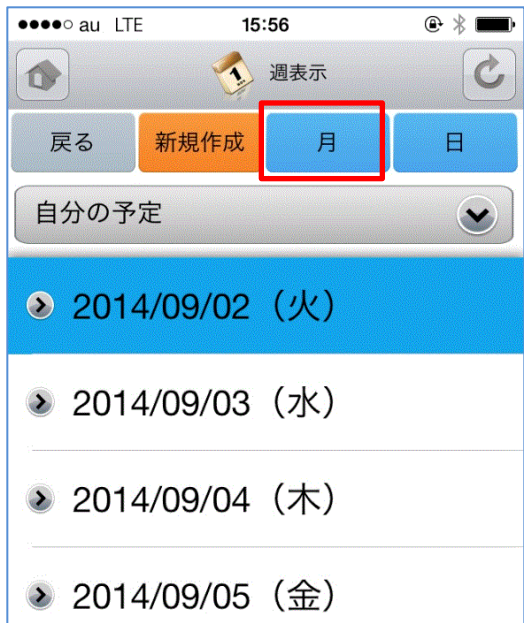 au LTE 15:56
1
週表示
戻る 新規作成 月 日
自分の予定
2014/09/02（火）
2014/09/03（水）
2014/09/04（木）
2014/09/05（金）